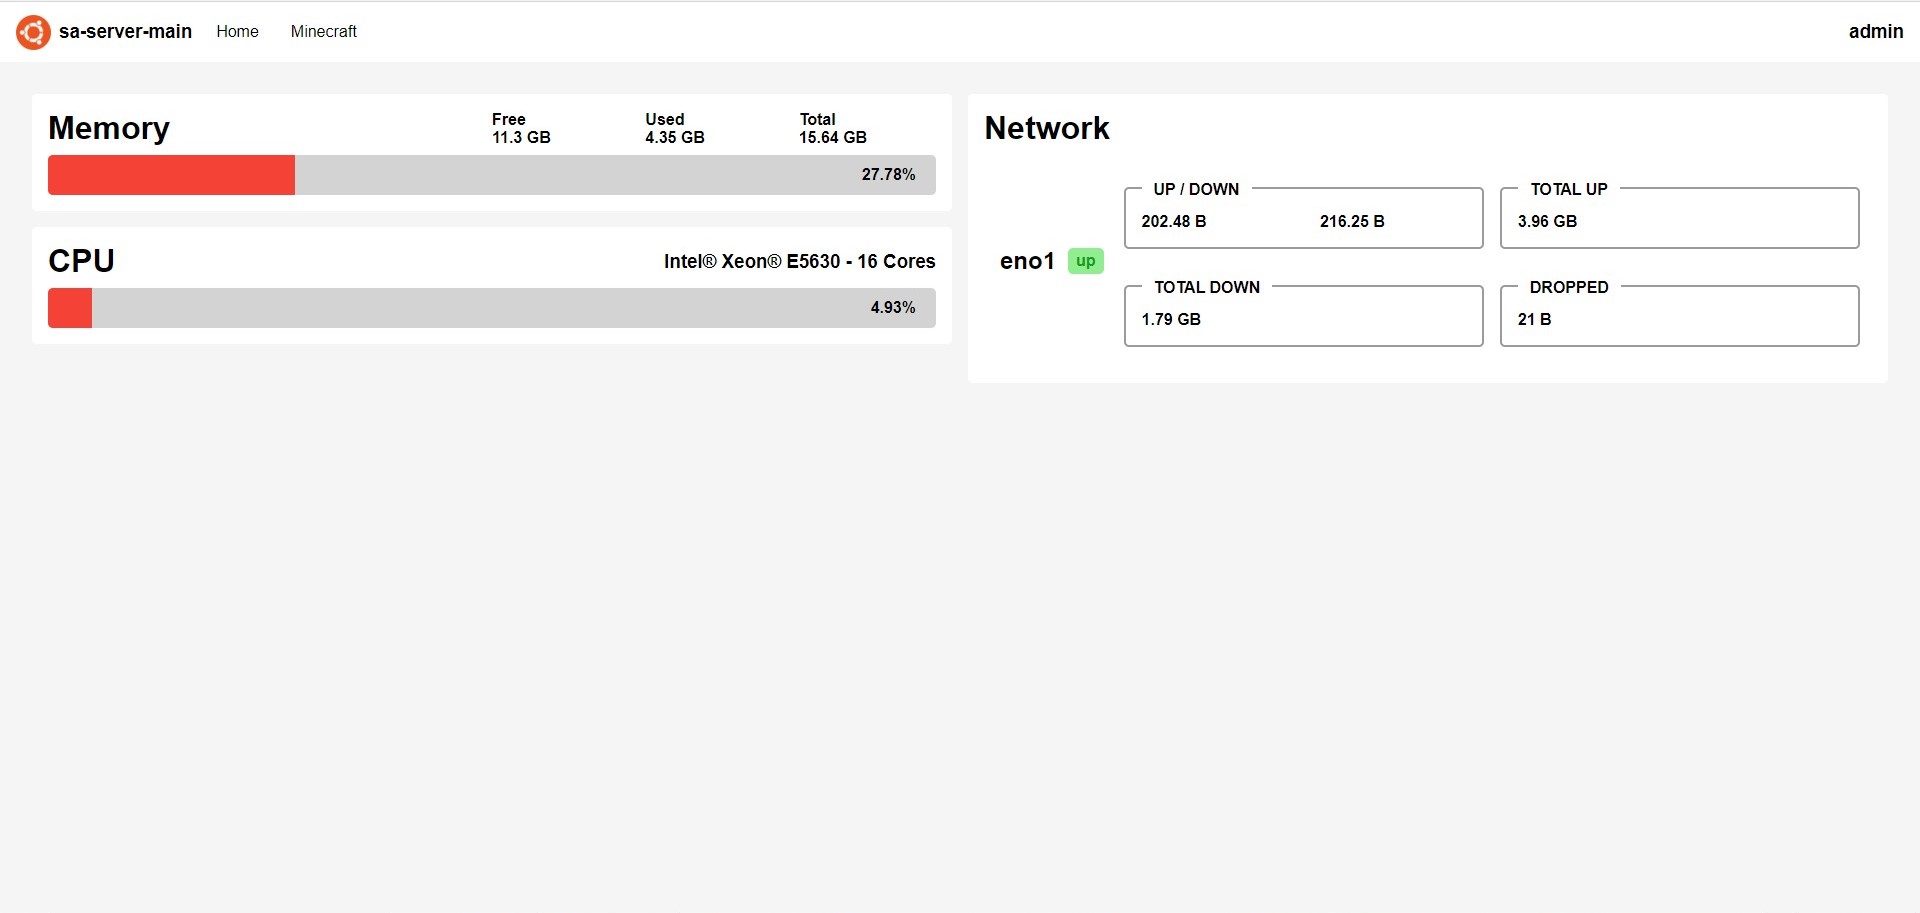 sa-server-main Home Minecraft admin
Memory
Free Used Total
11.3 GB 4.35 GB 15.64 GB
27.78%
CPU
Intel® Xeon® E5630 - 16 Cores
4.93%
Network
eno1 up
UP / DOWN
202.48 B 216.25 B
TOTAL UP
3.96 GB
TOTAL DOWN
1.79 GB
DROPPED
21 B